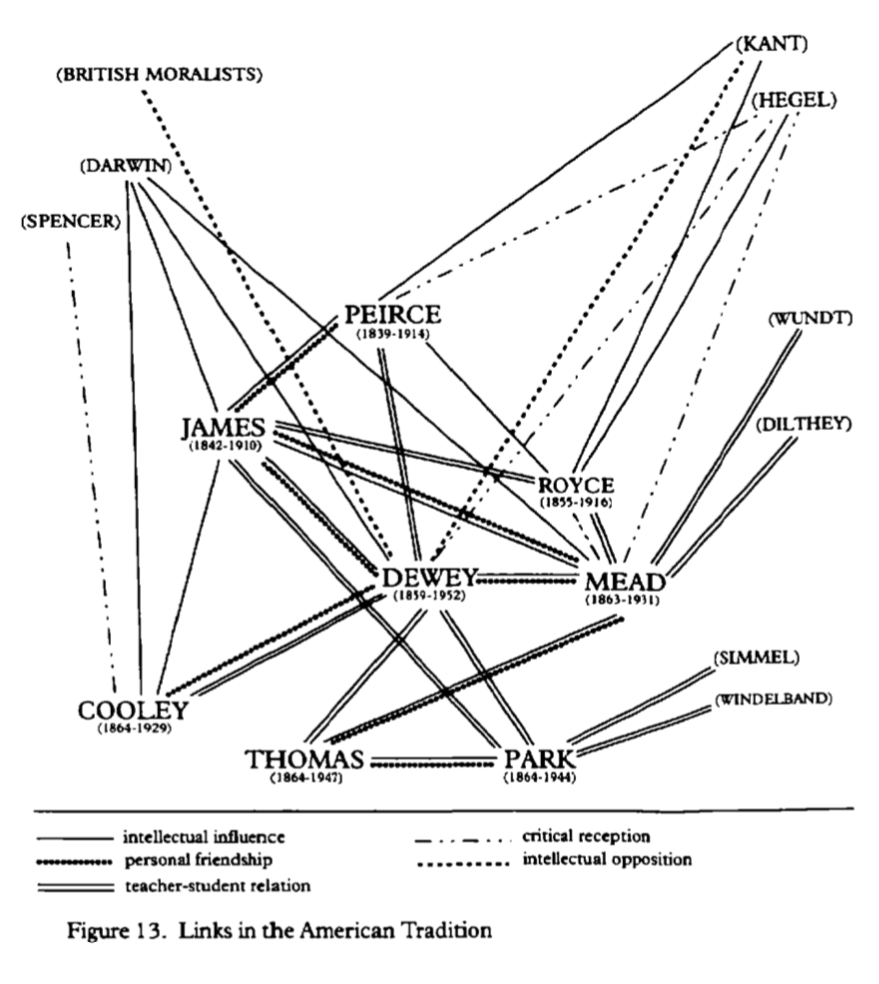 (KANT)
(BRITISH MORALISTS)
(HEGEL)
(DARWIN)
(SPENCER)
PEIRCE
(1839-1914)
(WUNDT)
JAMES
(1842-1910)
(DILTHEY)
ROYCE
(1855-1916)
DEWEY
(1859-1952)
MEAD
(1863-1931)
(SIMMEL)
(WINDELBAND)
COOLEY
(1864-1929)
THOMAS
(1864-1947)
PARK
(1864-1944)
intellectual influence
critical reception
personal friendship
intellectual opposition
teacher-student relation
Figure 13. Links in the American Tradition